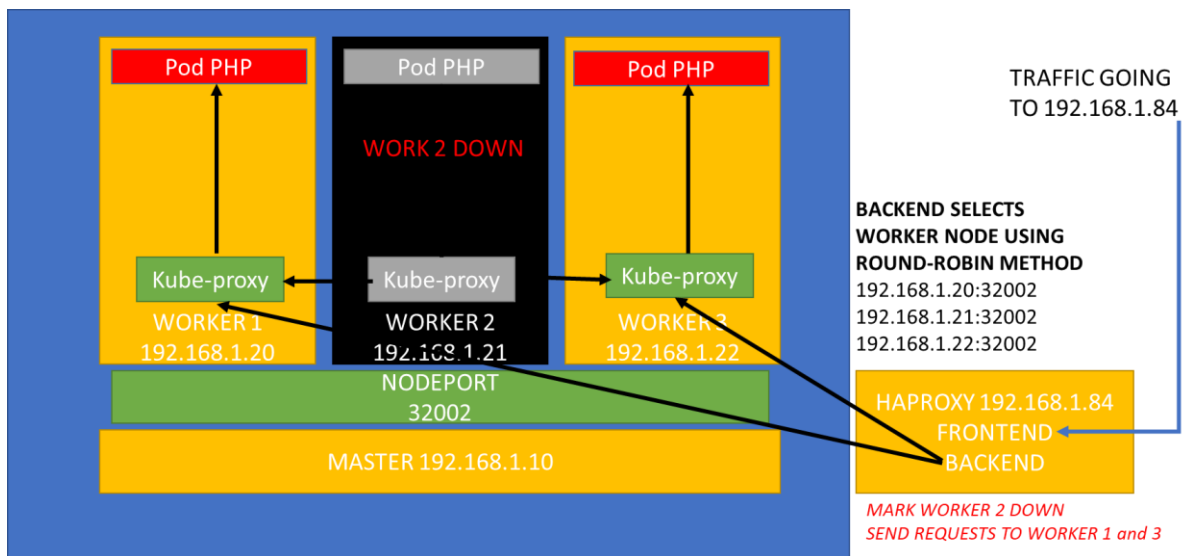 Pod PHP
Pod PHP
Pod PHP
WORK 2 DOWN
Kube-proxy
Kube-proxy
Kube-proxy
WORKER 1
192.168.1.20
WORKER 2
192.168.1.21
WORKER 3
192.168.1.22
NODEPORT
32002
MASTER 192.168.1.10
TRAFFIC GOING
TO 192.168.1.84
BACKEND SELECTS
WORKER NODE USING
ROUND-ROBIN METHOD
192.168.1.20:32002
192.168.1.21:32002
192.168.1.22:32002
HAPROXY 192.168.1.84
FRONTEND
BACKEND
MARK WORKER 2 DOWN
SEND REQUESTS TO WORKER 1 and 3